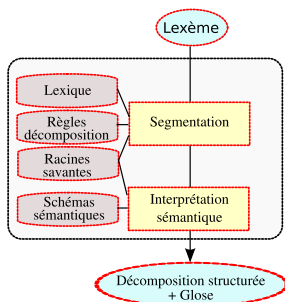 Lexème
Lexique
Règles
décomposition
Segmentation
Racines
savantes
Schémas
sémantiques
Interprétation
sémantique
Décomposition structurée
+ Glose